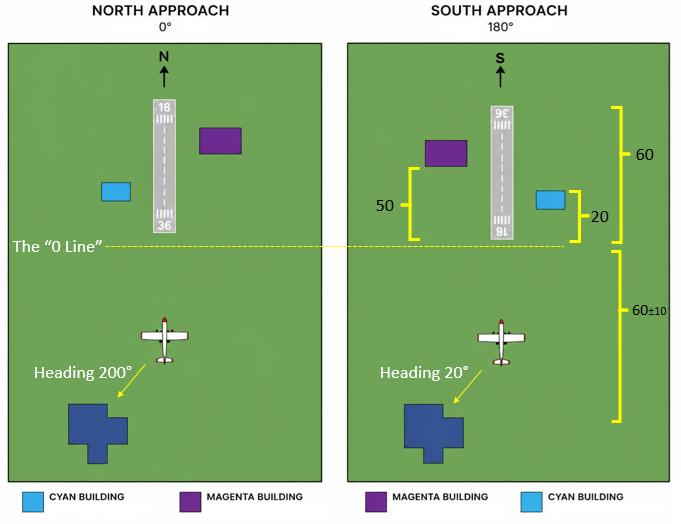 NORTH APPROACH
0°
SOUTH APPROACH
180°
N
S
18
36
36
18
60
50
20
The “0 Line”
60±10
Heading 200°
Heading 20°
CYAN BUILDING
MAGENTA BUILDING
MAGENTA BUILDING
CYAN BUILDING